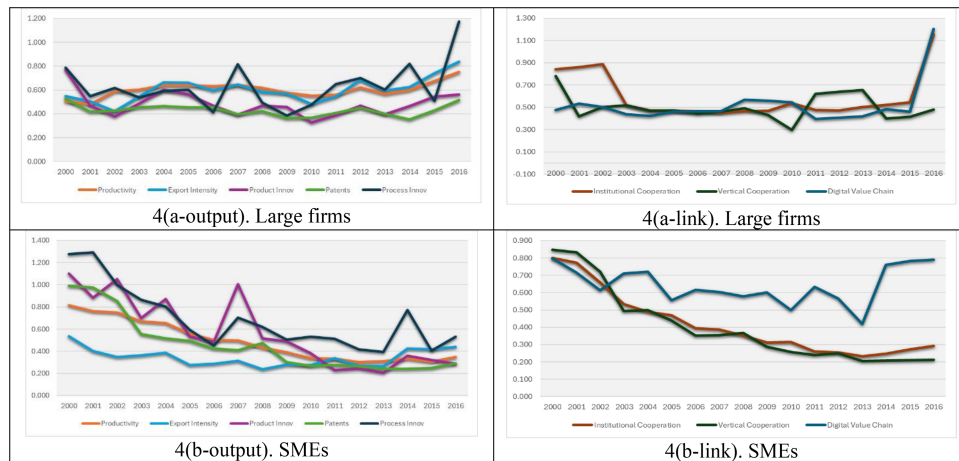 1.200
1.000
0.800
0.600
0.400
0.200
0.000
2000 2001 2002 2003 2004 2005 2006 2007 2008 2009 2010 2011 2012 2013 2014 2015 2016
Productivity Export Intensity Product Innov Patents Process Innov
4(a-output). Large firms
1.300
1.100
0.900
0.700
0.500
0.300
0.100
-0.100
2000 2001 2002 2003 2004 2005 2006 2007 2008 2009 2010 2011 2012 2013 2014 2015 2016
Institutional Cooperation Vertical Cooperation Digital Value Chain
4(a-link). Large firms
1.400
1.200
1.000
0.800
0.600
0.400
0.200
0.000
2000 2001 2002 2003 2004 2005 2006 2007 2008 2009 2010 2011 2012 2013 2014 2015 2016
Productivity Export Intensity Product Innov Patents Process Innov
4(b-output). SMEs
0.900
0.800
0.700
0.600
0.500
0.400
0.300
0.200
0.100
0.000
2000 2001 2002 2003 2004 2005 2006 2007 2008 2009 2010 2011 2012 2013 2014 2015 2016
Institutional Cooperation Vertical Cooperation Digital Value Chain
4(b-link). SMEs